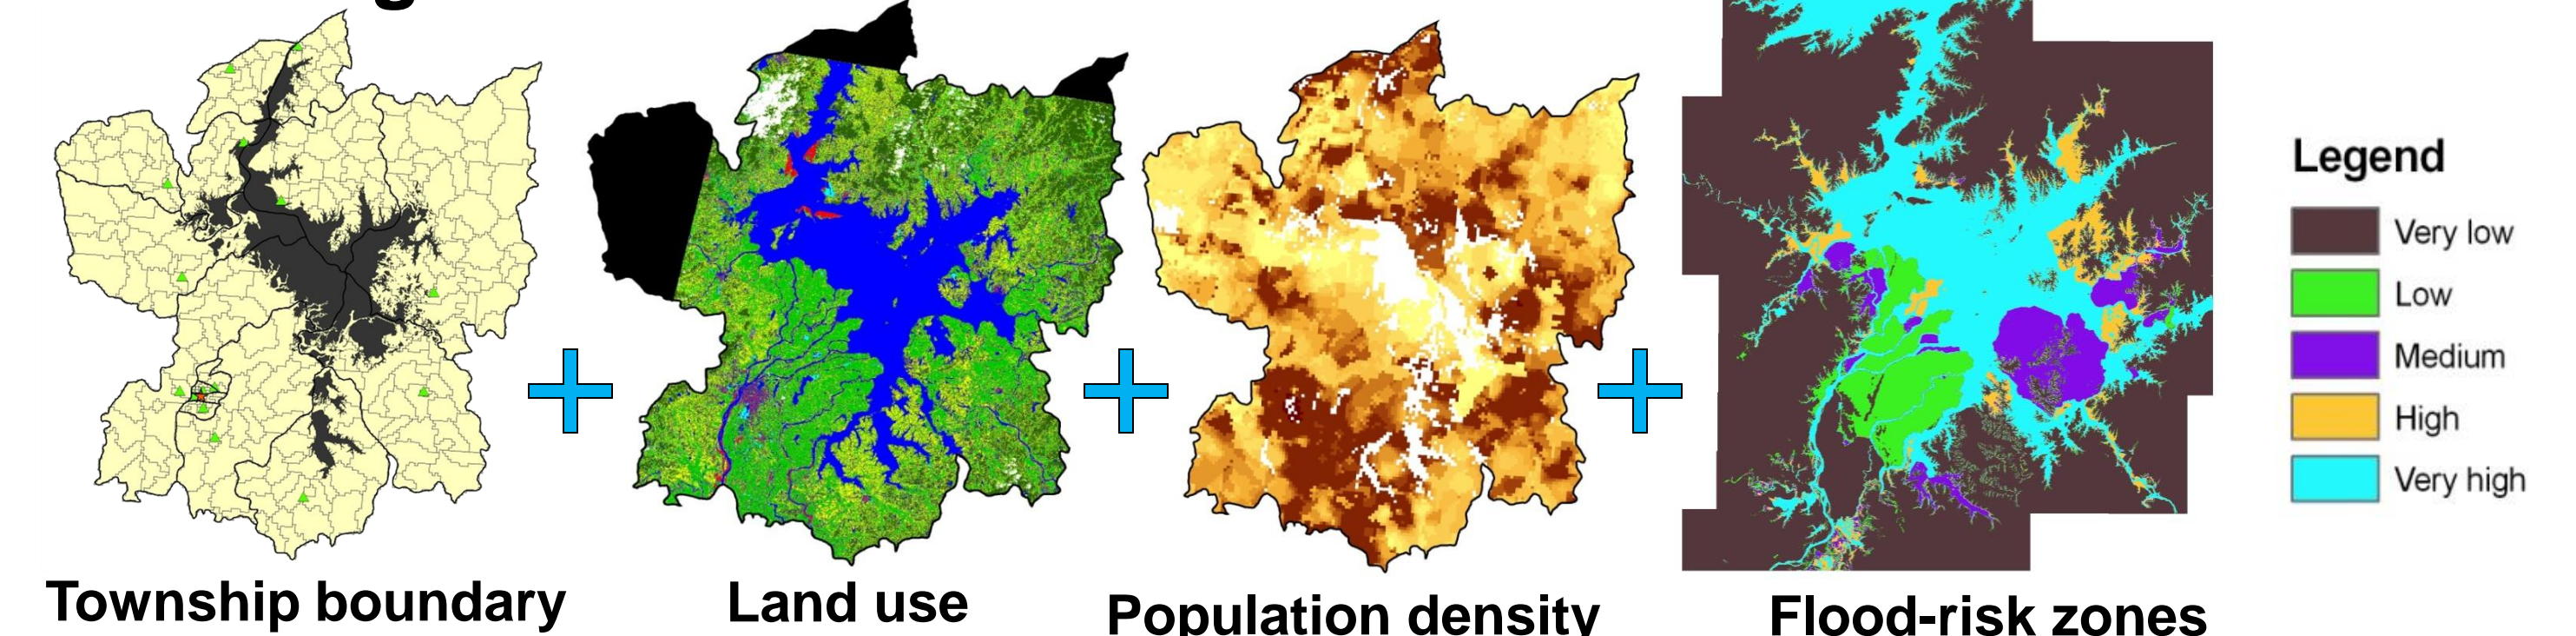 Township boundary
Land use
Population density
Flood-risk zones
Legend
Very low
Low
Medium
High
Very high